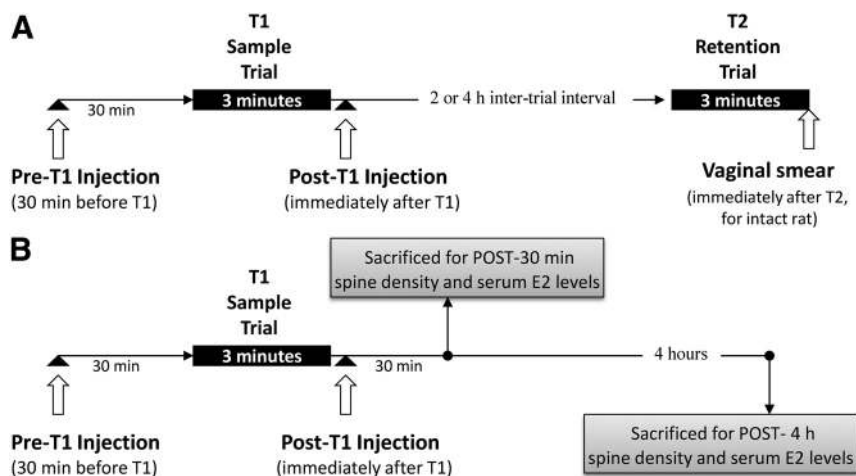 A
T1
Sample
Trial
T2
Retention
Trial
3 minutes
3 minutes
30 min
2 or 4 h inter-trial interval
Pre-T1 Injection
(30 min before T1)
Post-T1 Injection
(immediately after T1)
Vaginal smear
(immediately after T2,
for intact rat)
B
T1
Sample
Trial
Sacrificed for POST-30 min
spine density and serum E2 levels
3 minutes
30 min
30 min
4 hours
Pre-T1 Injection
(30 min before T1)
Post-T1 Injection
(immediately after T1)
Sacrificed for POST- 4 h
spine density and serum E2 levels